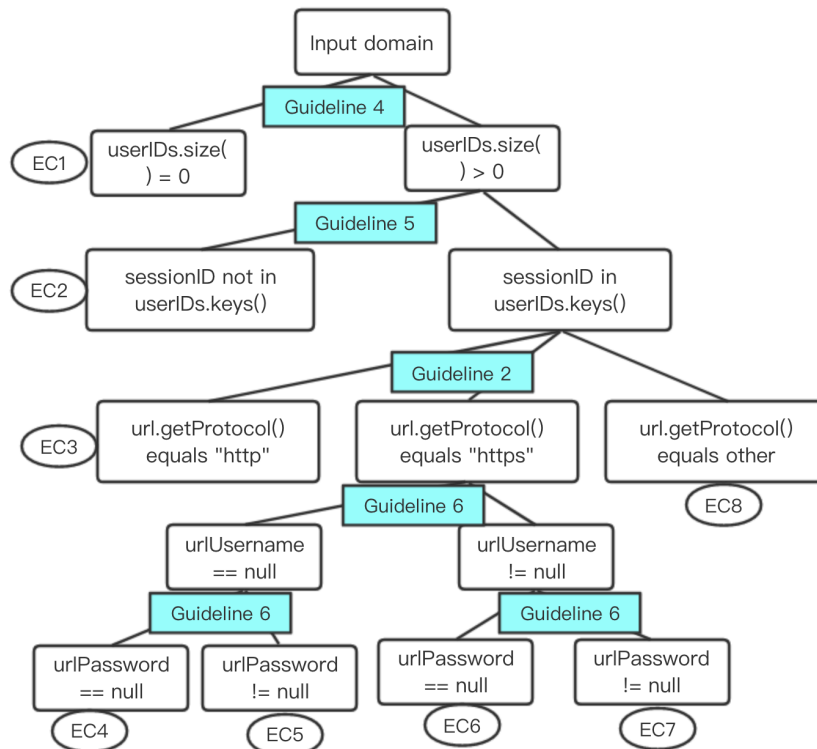 Input domain
Guideline 4
EC1
userIDs.size(
) = 0
userIDs.size(
) > 0
Guideline 5
EC2
sessionID not in
userIDs.keys()
sessionID in
userIDs.keys()
Guideline 2
EC3
url.getProtocol()
equals "http"
url.getProtocol()
equals "https"
url.getProtocol()
equals other
EC8
Guideline 6
urlUsername
== null
urlUsername
!= null
Guideline 6
Guideline 6
urlPassword
== null
urlPassword
!= null
urlPassword
== null
urlPassword
!= null
EC4
EC5
EC6
EC7